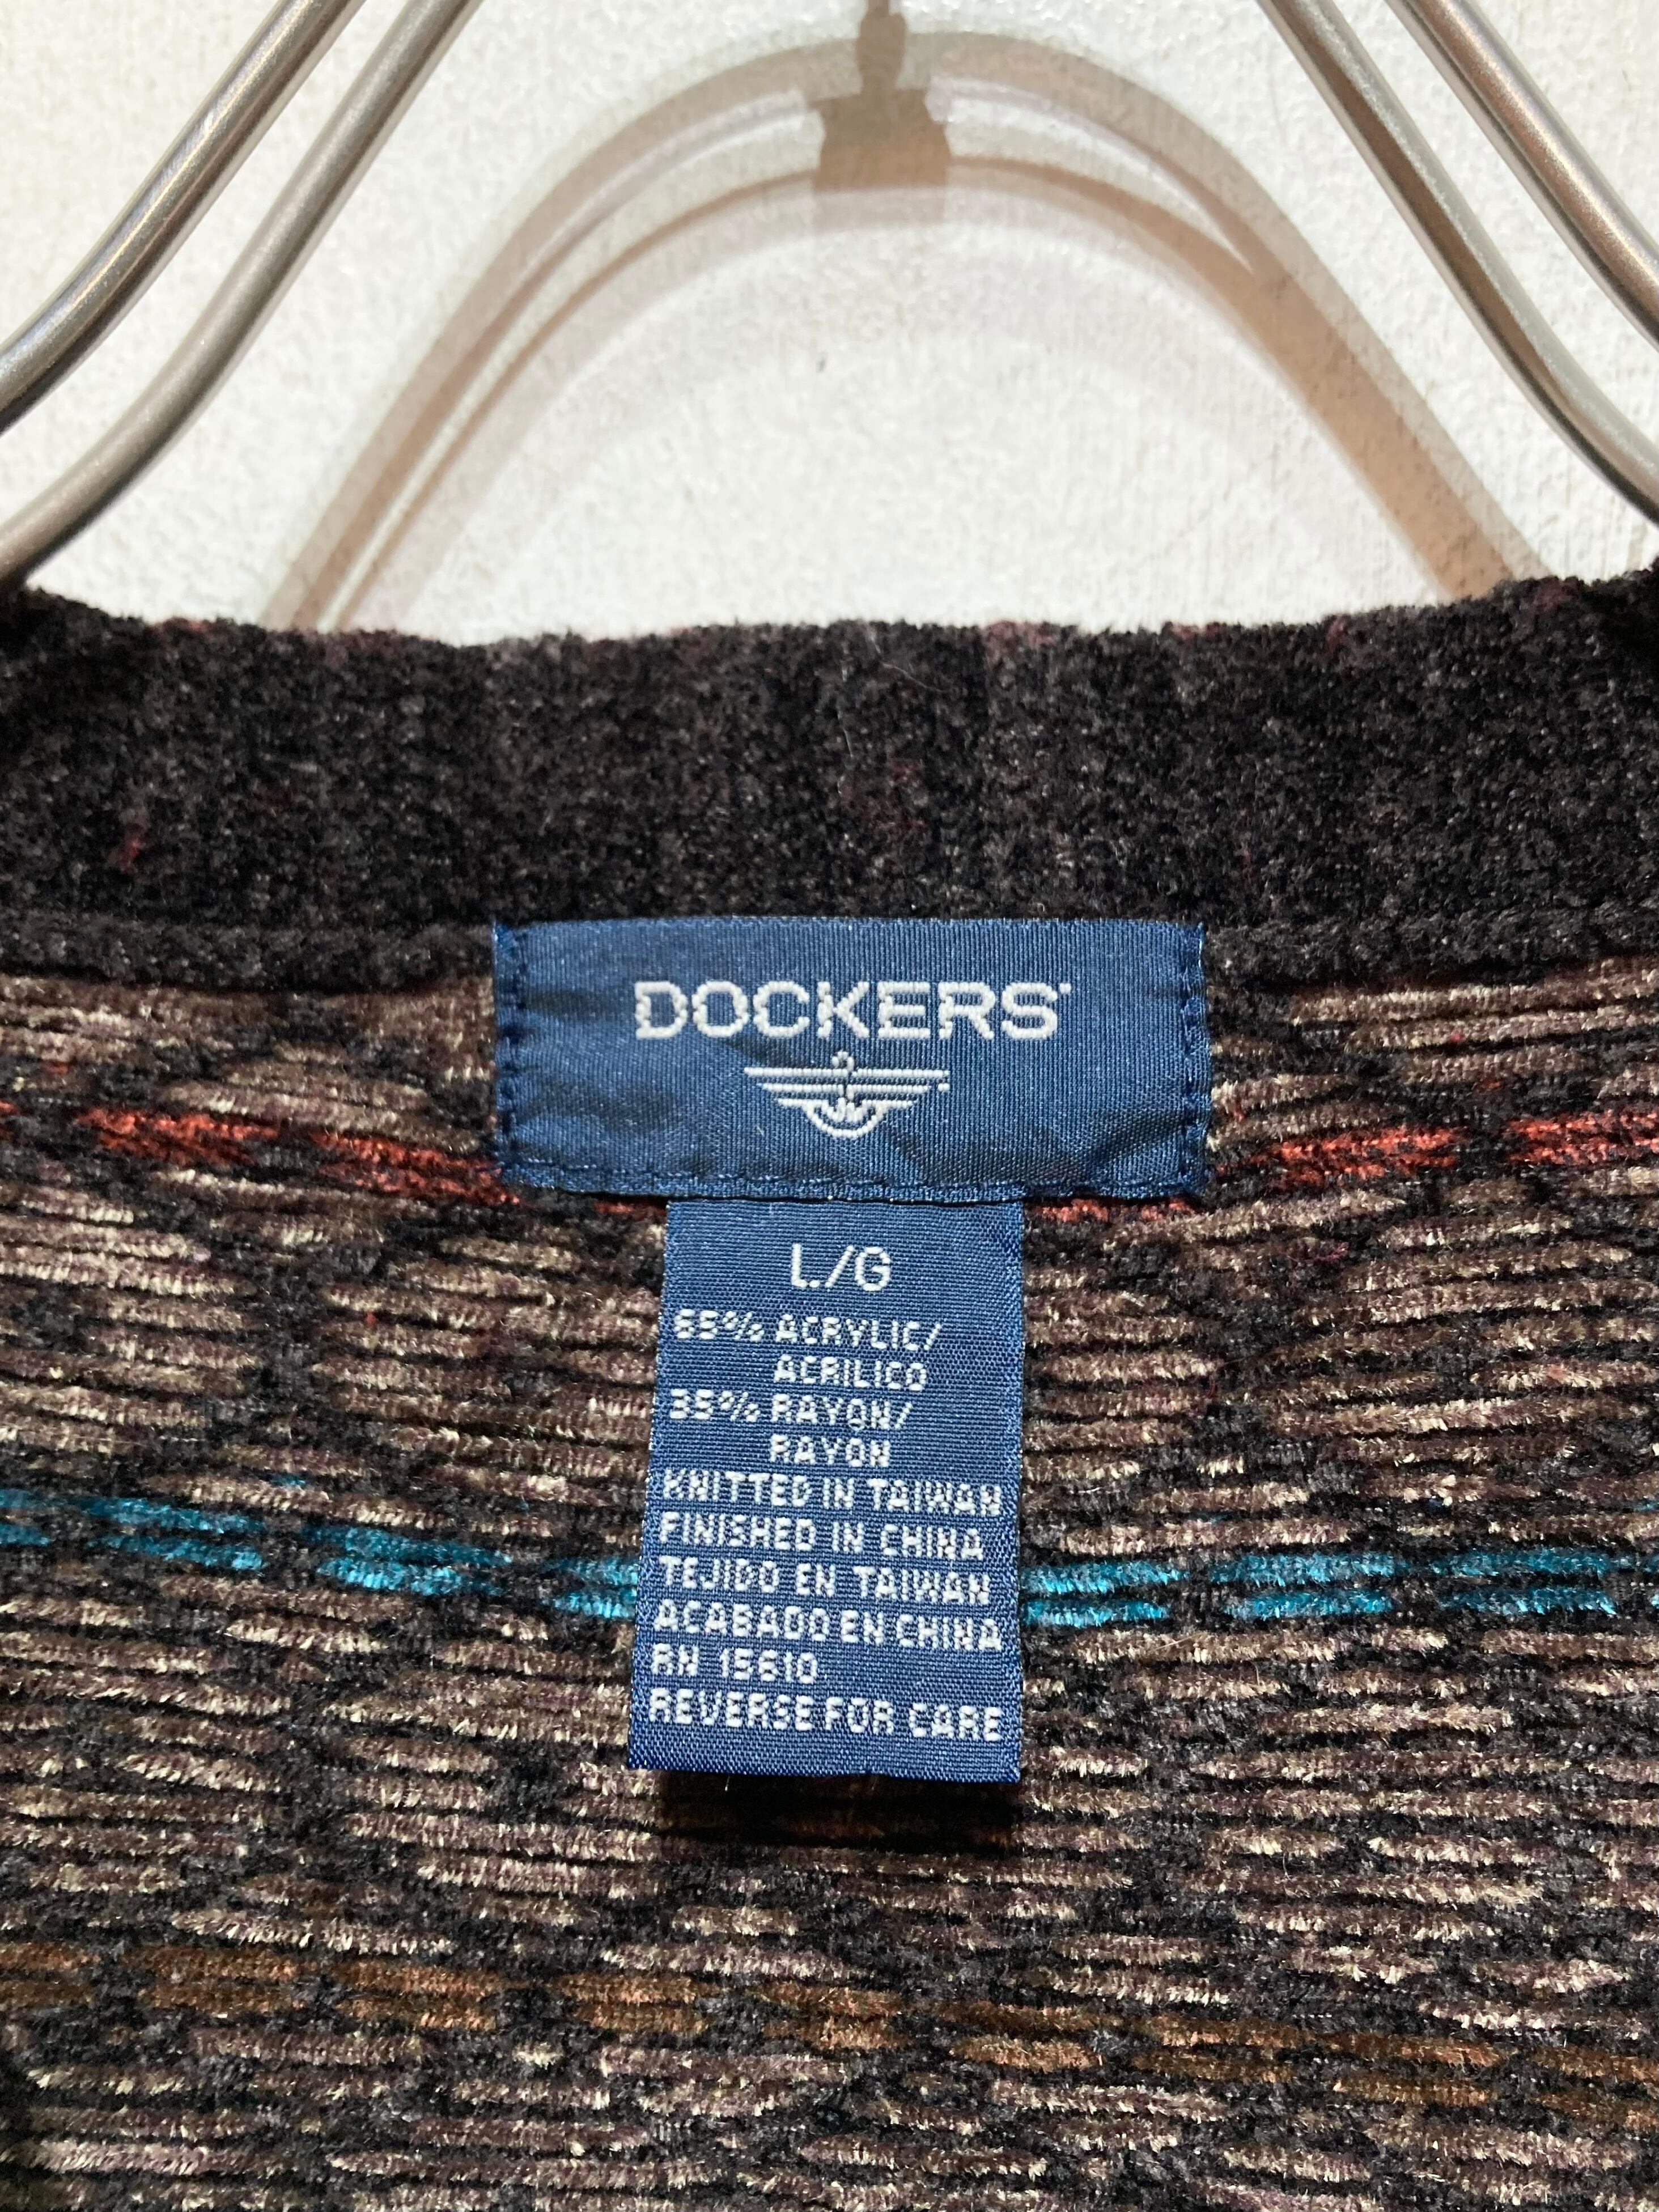 DOCKERS
L/G
65% ACRYLIC/
ACRILICO
35% RAYON/
RAYON
KNITTED IN TAIWAN
FINISHED IN CHINA
TEJIDO EN TAIWAN
ACABADO EN CHINA
RN 15610
REVERSE FOR CARE